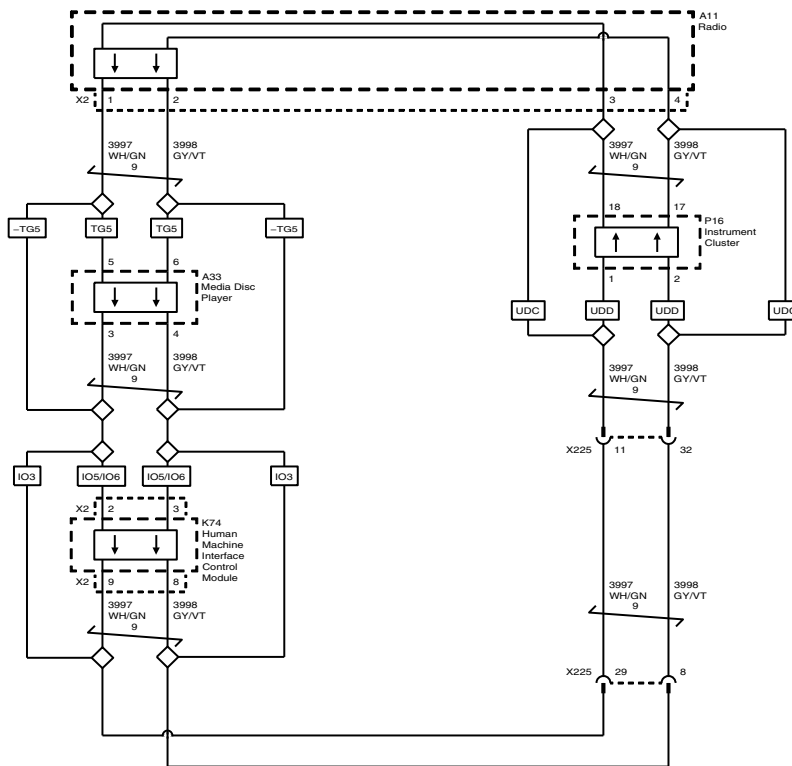 A11
Radio
X2 1 2 3 4
3997
WH/GN
9
3998
GY/VT
3997
WH/GN
9
3998
GY/VT
–TG5 TG5 TG5 –TG5
18 17
P16
Instrument
Cluster
5 6
A33
Media Disc
Player
1 2
3 4
UDC UDD UDD UDC
3997
WH/GN
9
3998
GY/VT
3997
WH/GN
9
3998
GY/VT
X225 11 32
IO3 IO5/IO6 IO5/IO6 IO3
X2 2 3
K74
Human
Machine
Interface
Control
Module
X2 9 8
3997
WH/GN
9
3998
GY/VT
3997
WH/GN
9
3998
GY/VT
X225 29 8